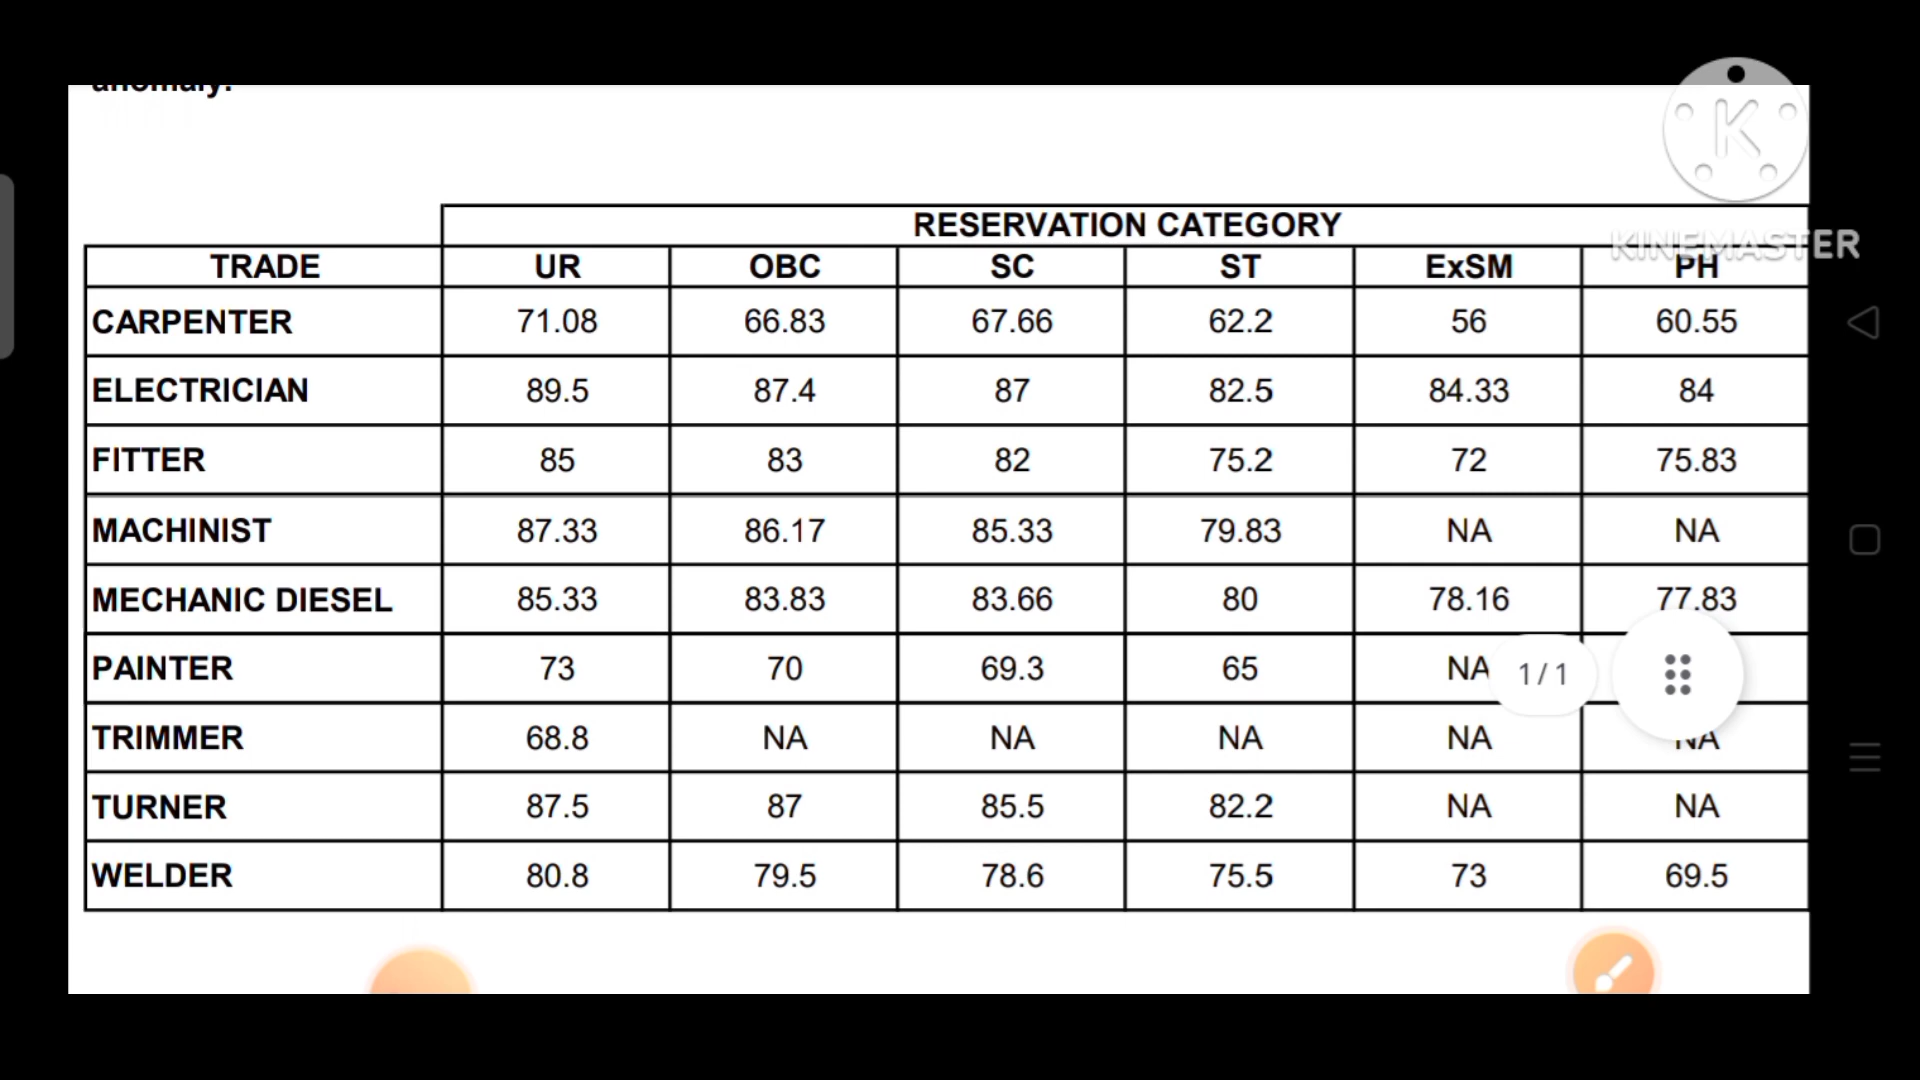 anomaly.
RESERVATION CATEGORY
KINEMASTER
TRADE UR OBC SC ST ExSM PH
CARPENTER 71.08 66.83 67.66 62.2 56 60.55
ELECTRICIAN 89.5 87.4 87 82.5 84.33 84
FITTER 85 83 82 75.2 72 75.83
MACHINIST 87.33 86.17 85.33 79.83 NA NA
MECHANIC DIESEL 85.33 83.83 83.66 80 78.16 77.83
PAINTER 73 70 69.3 65 NA 1/1
TRIMMER 68.8 NA NA NA NA NA
TURNER 87.5 87 85.5 82.2 NA NA
WELDER 80.8 79.5 78.6 75.5 73 69.5